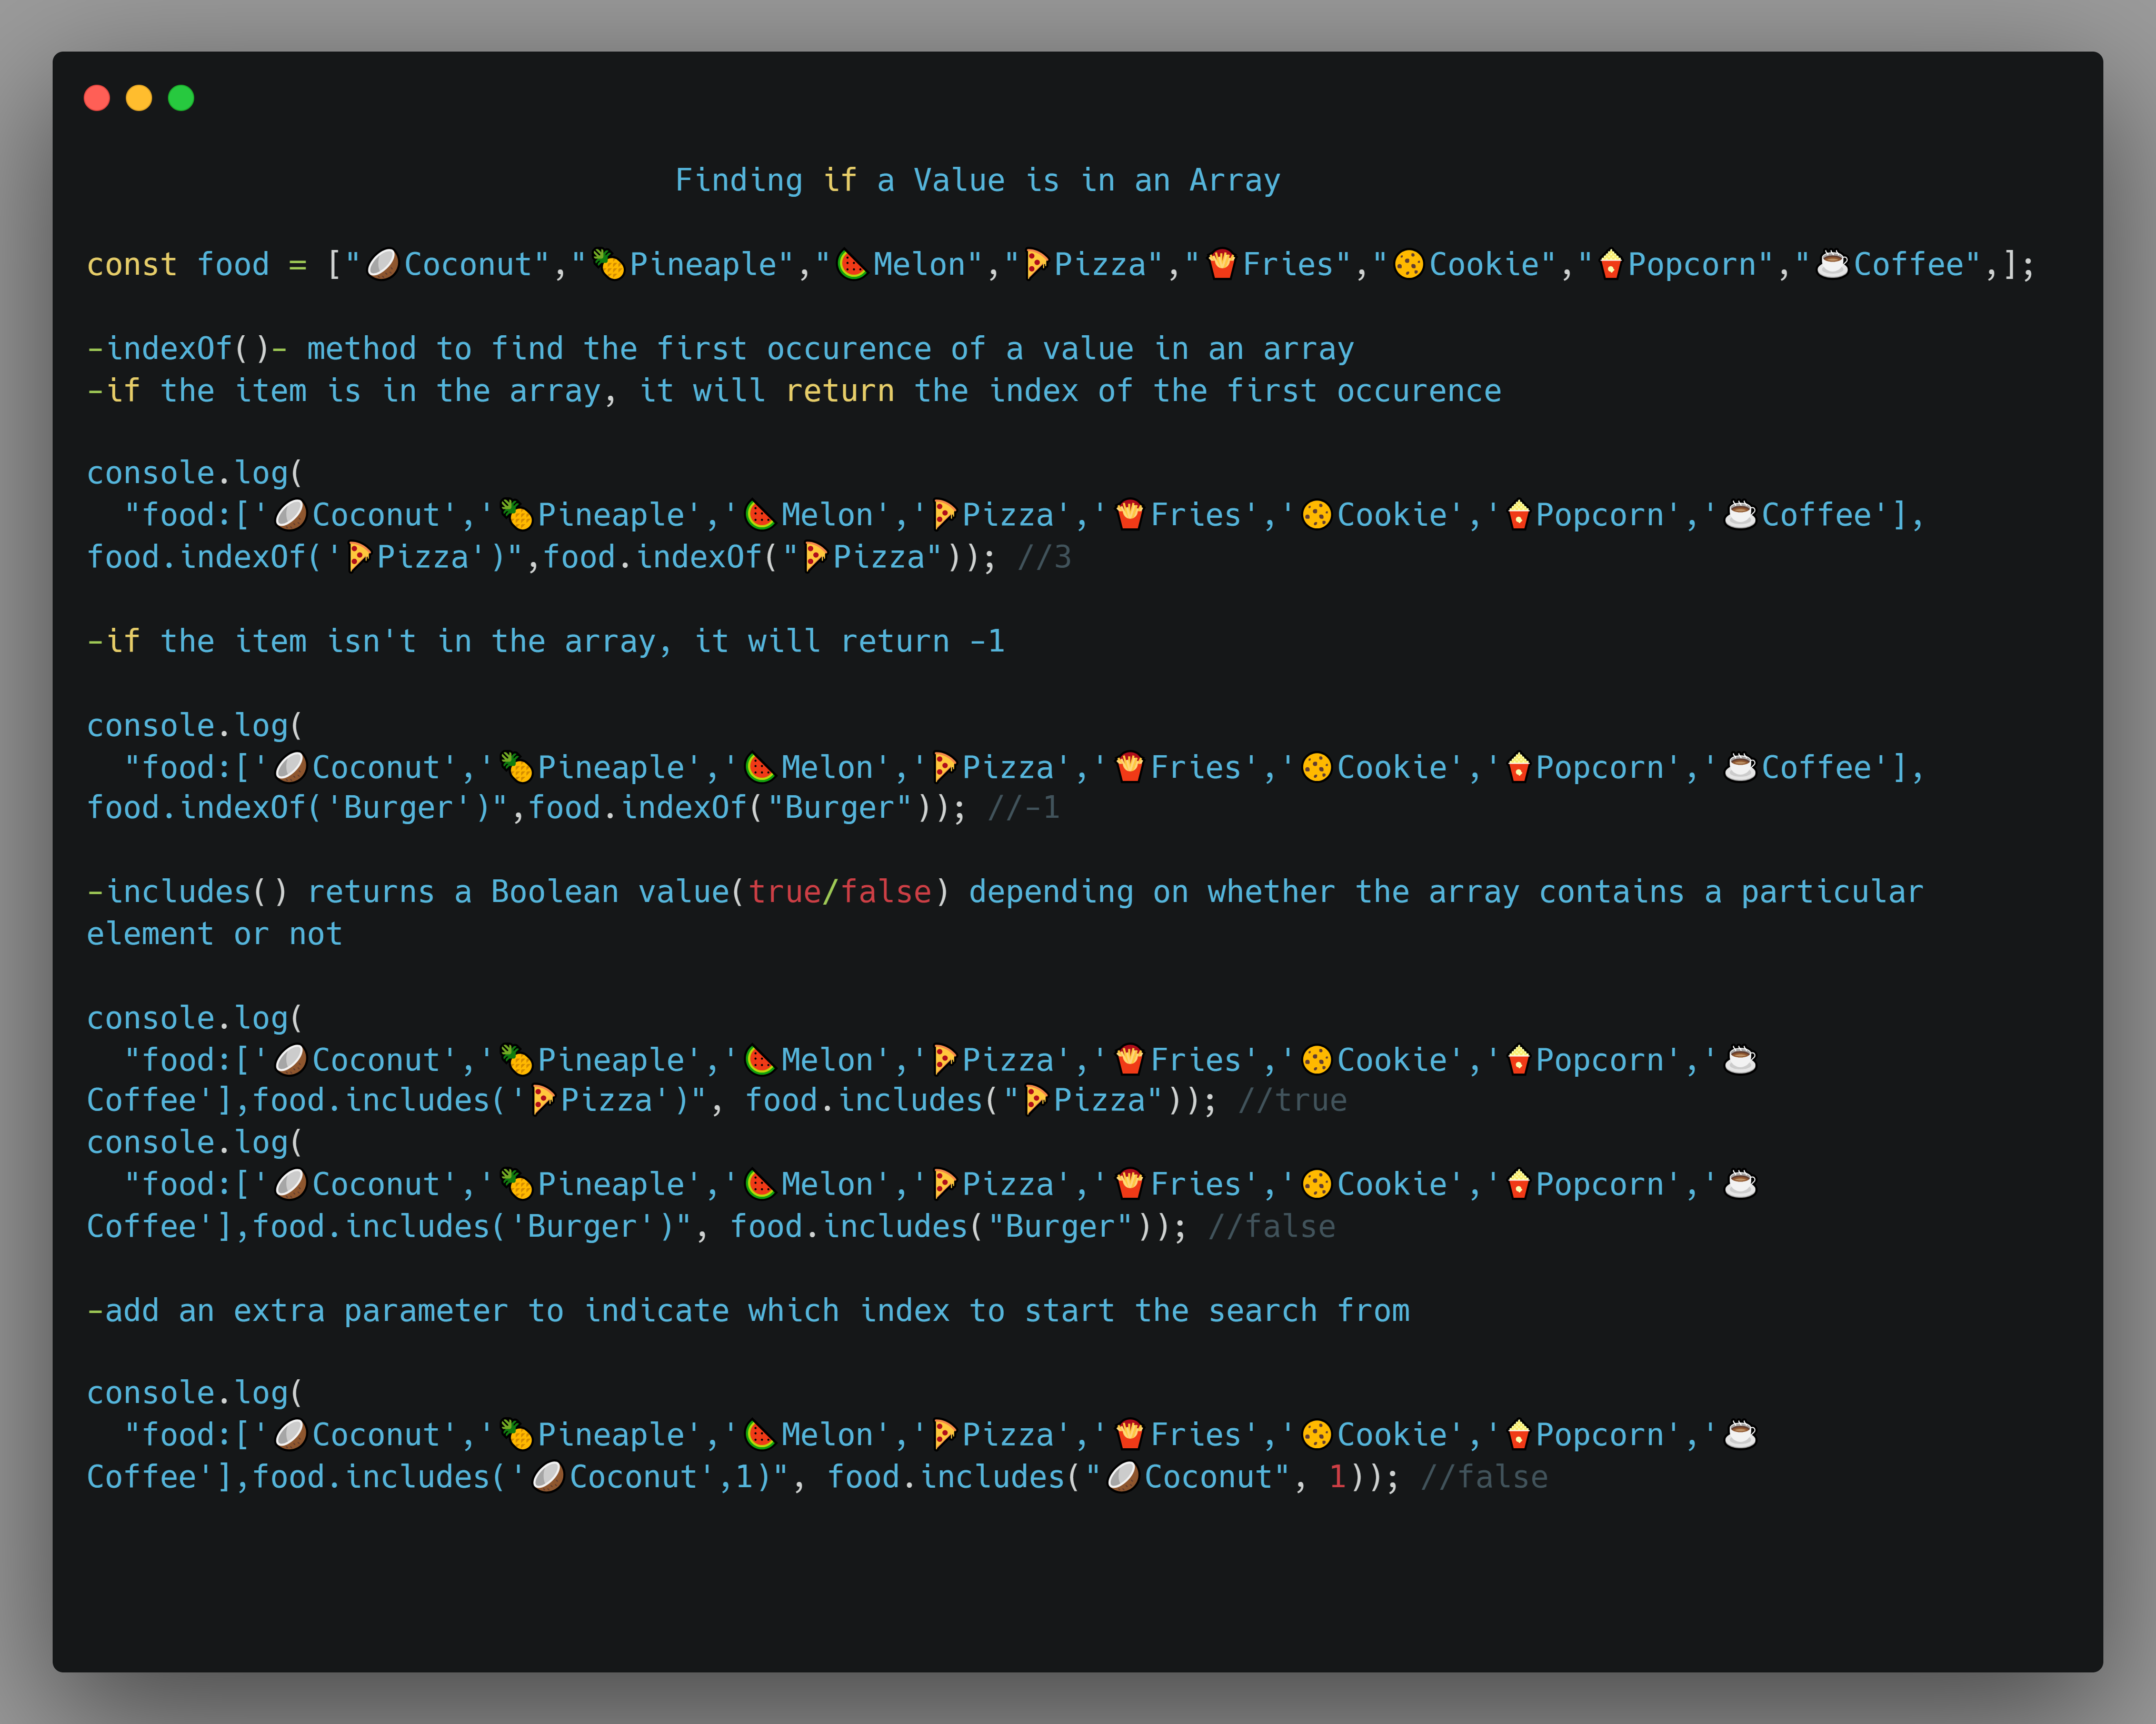 Finding if a Value is in an Array
const food = ["🥥Coconut","🍍Pineaple","🍉Melon","🍕Pizza","🍟Fries","🍪Cookie","🍿Popcorn","☕Coffee",];
-indexOf()- method to find the first occurence of a value in an array
-if the item is in the array, it will return the index of the first occurence
console.log(
"food:['🥥Coconut','🍍Pineaple','🍉Melon','🍕Pizza','🍟Fries','🍪Cookie','🍿Popcorn','☕Coffee'],
food.indexOf('🍕Pizza')",food.indexOf("🍕Pizza")); //3
-if the item isn't in the array, it will return -1
console.log(
"food:['🥥Coconut','🍍Pineaple','🍉Melon','🍕Pizza','🍟Fries','🍪Cookie','🍿Popcorn','☕Coffee'],
food.indexOf('Burger')",food.indexOf("Burger")); //-1
-includes() returns a Boolean value(true/false) depending on whether the array contains a particular
element or not
console.log(
"food:['🥥Coconut','🍍Pineaple','🍉Melon','🍕Pizza','🍟Fries','🍪Cookie','🍿Popcorn','☕
Coffee'],food.includes('🍕Pizza')", food.includes("🍕Pizza")); //true
console.log(
"food:['🥥Coconut','🍍Pineaple','🍉Melon','🍕Pizza','🍟Fries','🍪Cookie','🍿Popcorn','☕
Coffee'],food.includes('Burger')", food.includes("Burger")); //false
-add an extra parameter to indicate which index to start the search from
console.log(
"food:['🥥Coconut','🍍Pineaple','🍉Melon','🍕Pizza','🍟Fries','🍪Cookie','🍿Popcorn','☕
Coffee'],food.includes('🥥Coconut',1)", food.includes("🥥Coconut", 1)); //false